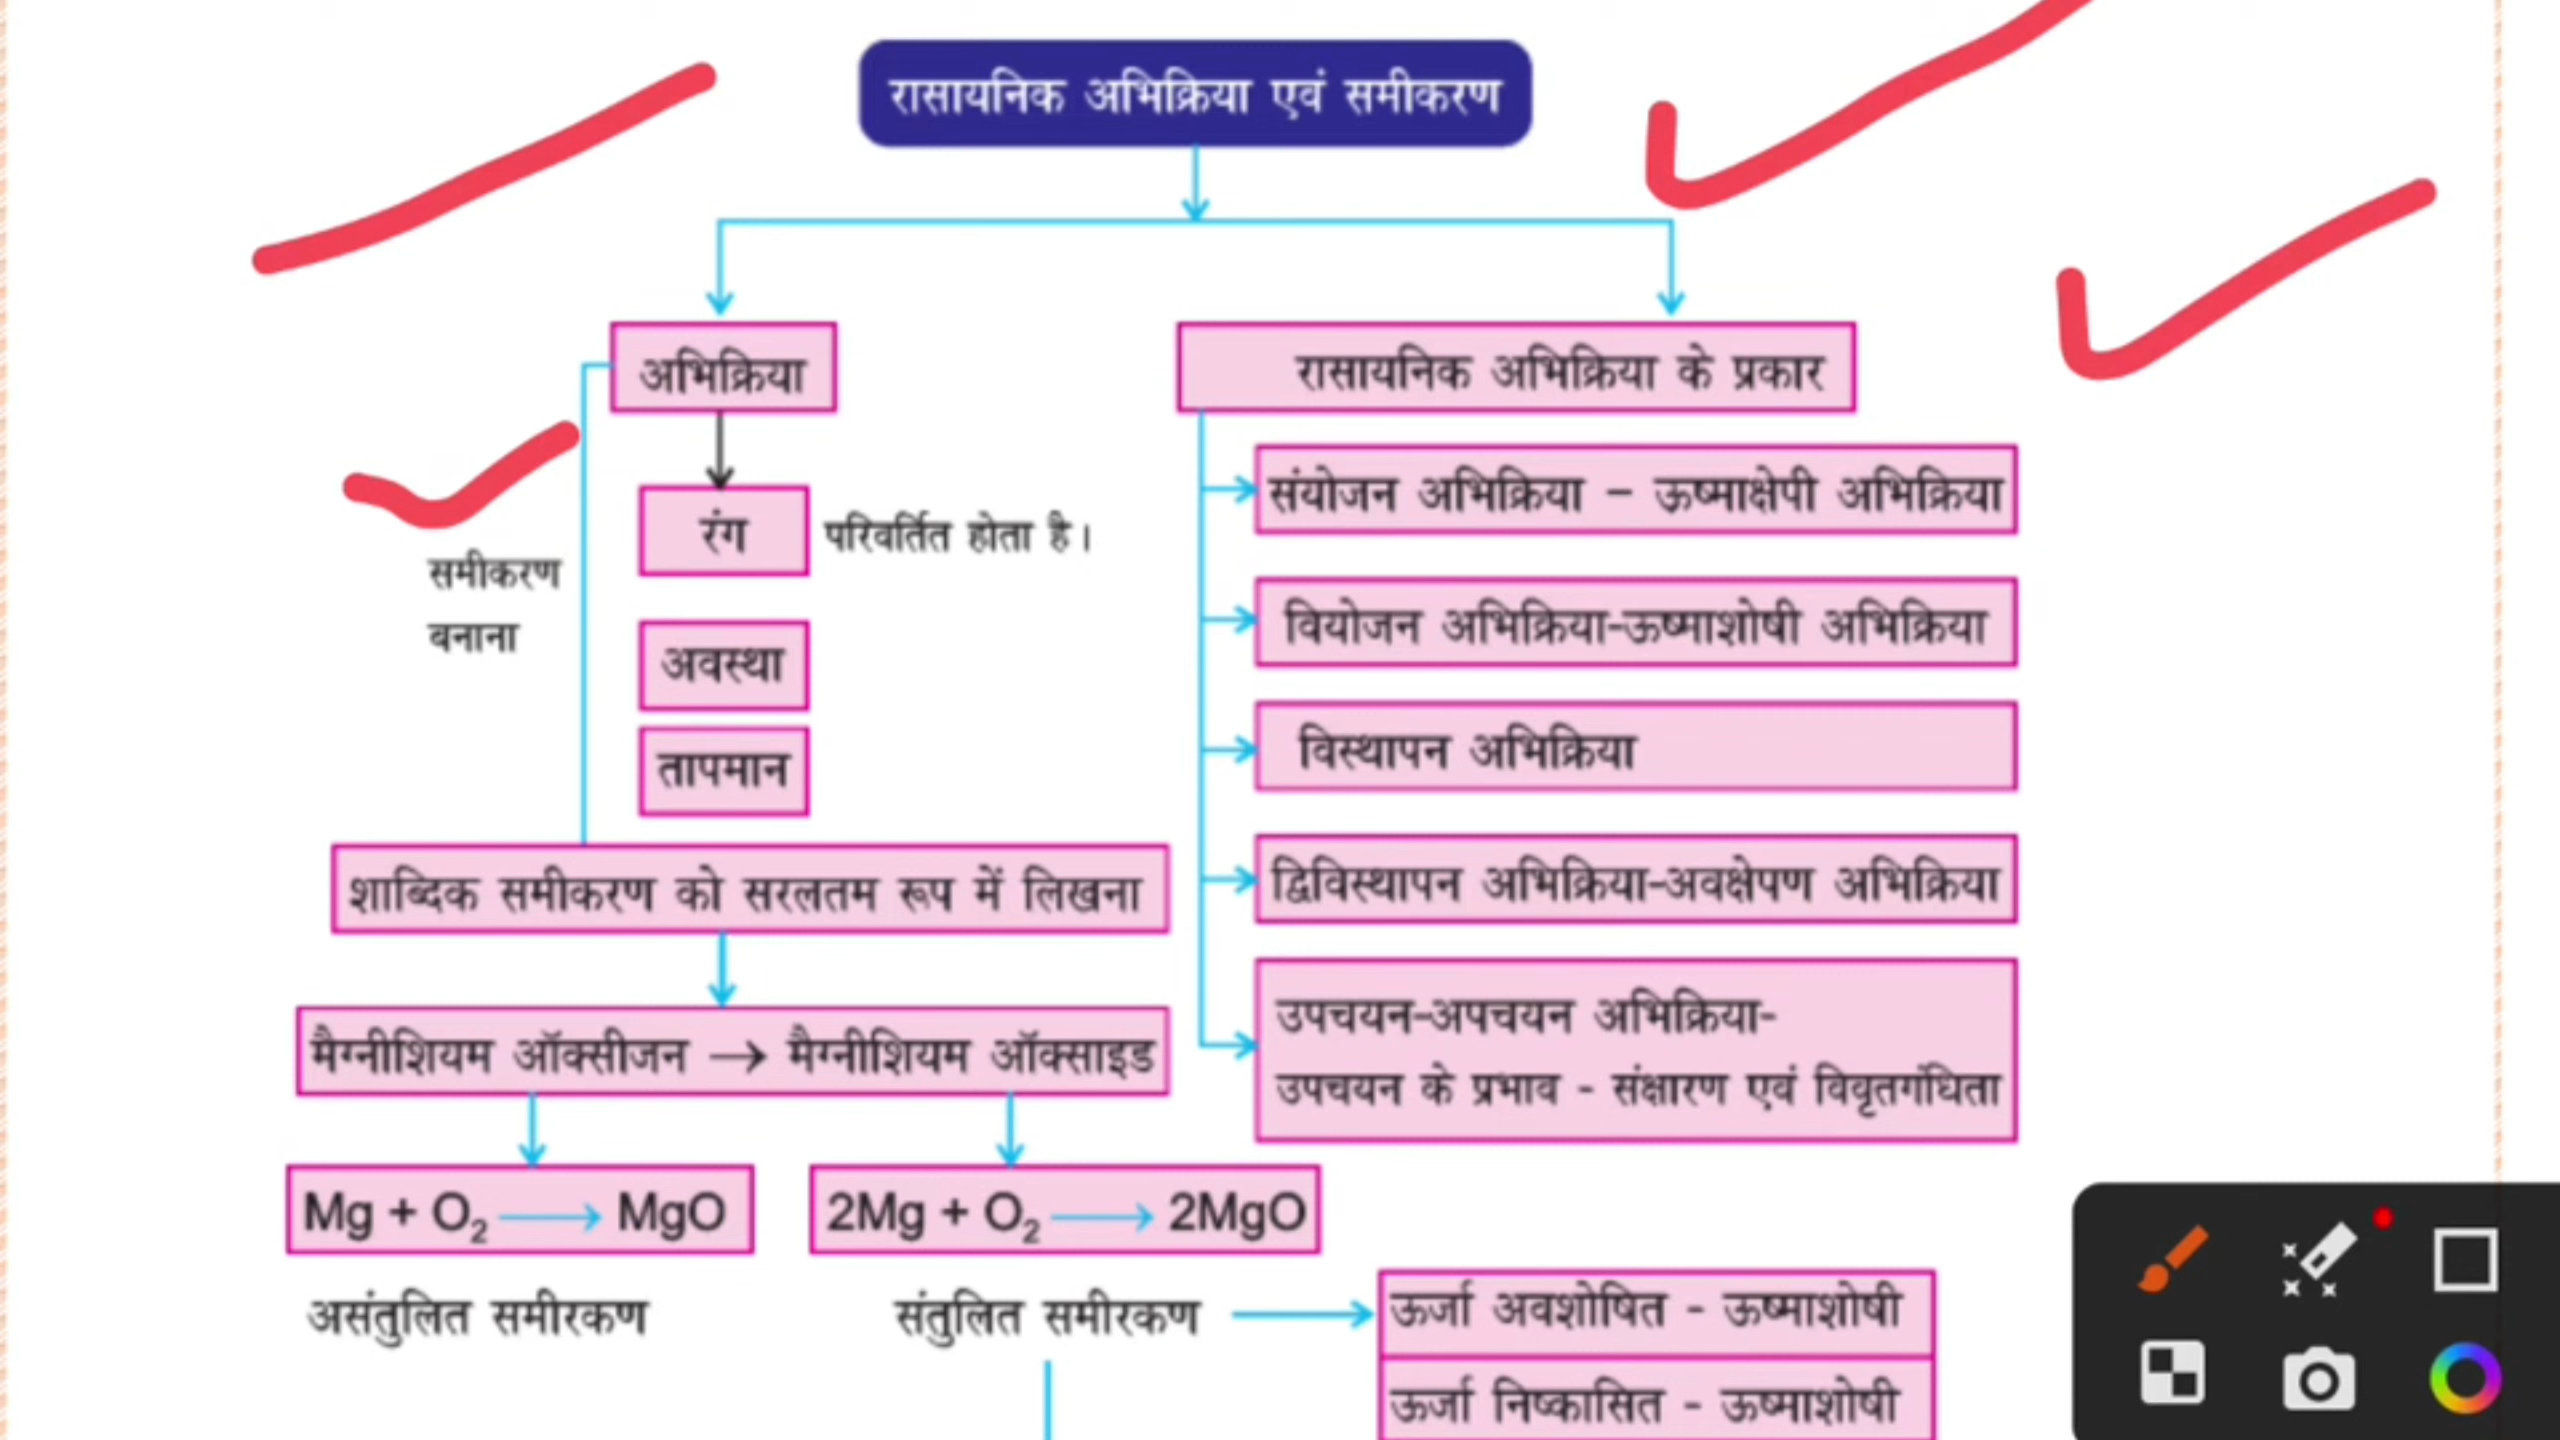 रासायनिक अभिक्रिया एवं समीकरण
अभिक्रिया
रंग
परिवर्तित होता है।
समीकरण
बनाना
अवस्था
तापमान
शाब्दिक समीकरण को सरलतम रूप में लिखना
मैग्नीशियम ऑक्सीजन → मैग्नीशियम ऑक्साइड
Mg + O₂ → MgO
असंतुलित समीरकण
2Mg + O₂ → 2MgO
संतुलित समीरकण
रासायनिक अभिक्रिया के प्रकार
संयोजन अभिक्रिया – ऊष्माक्षेपी अभिक्रिया
वियोजन अभिक्रिया-ऊष्माशोषी अभिक्रिया
विस्थापन अभिक्रिया
द्विविस्थापन अभिक्रिया-अवक्षेपण अभिक्रिया
उपचयन-अपचयन अभिक्रिया-
उपचयन के प्रभाव - संक्षारण एवं विवृतगंधिता
ऊर्जा अवशोषित - ऊष्माशोषी
ऊर्जा निष्कासित - ऊष्माशोषी